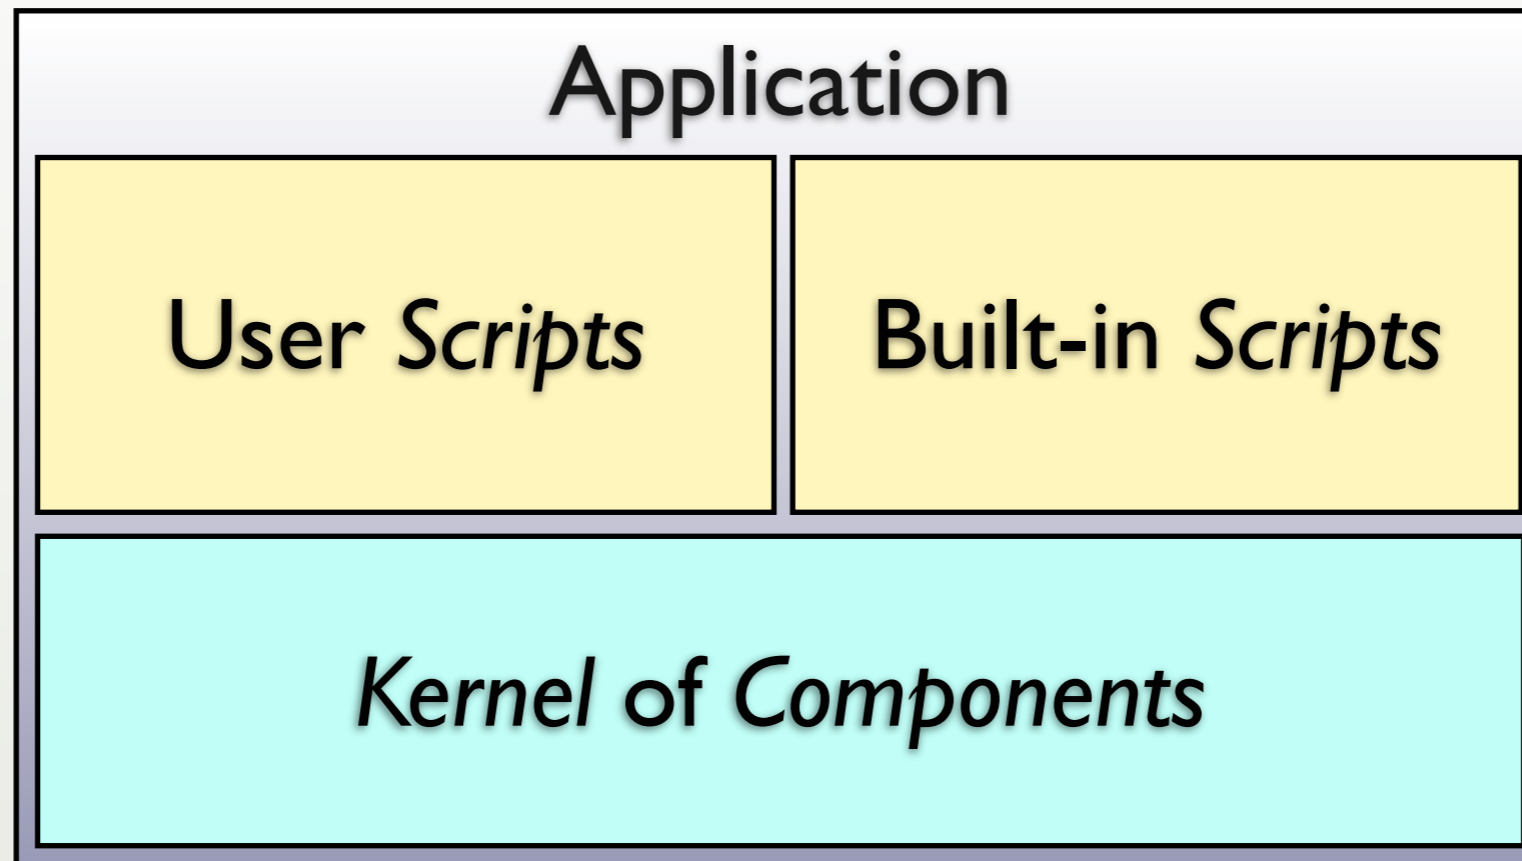 Application
User Scripts
Built-in Scripts
Kernel of Components